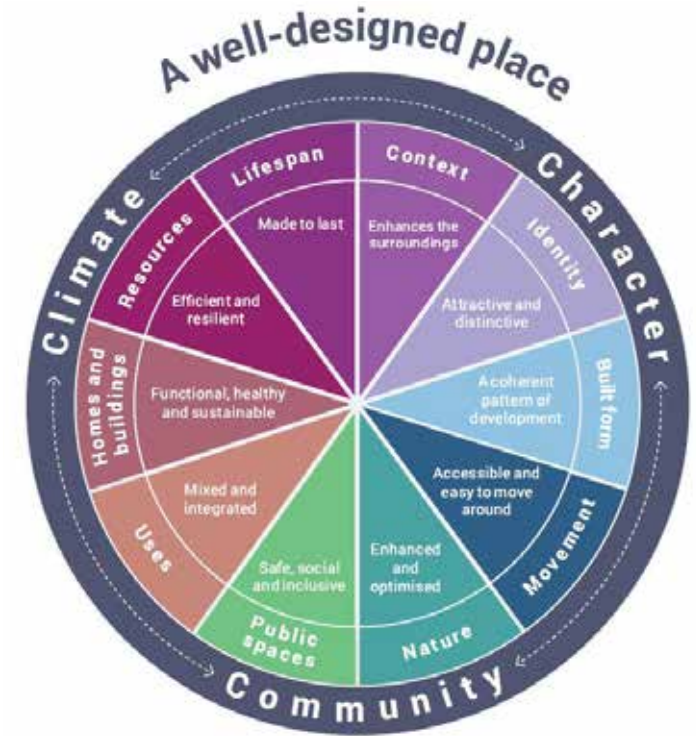 A well-designed place
Climate
Character
Community
Context
Enhances the
surroundings
Identity
Attractive and
distinctive
Built form
A coherent
pattern of
development
Movement
Accessible and
easy to move
around
Nature
Enhanced
and
optimised
Public
spaces
Safe, social
and inclusive
Uses
Mixed and
integrated
Homes and
buildings
Functional, healthy
and sustainable
Resources
Efficient and
resilient
Lifespan
Made to last